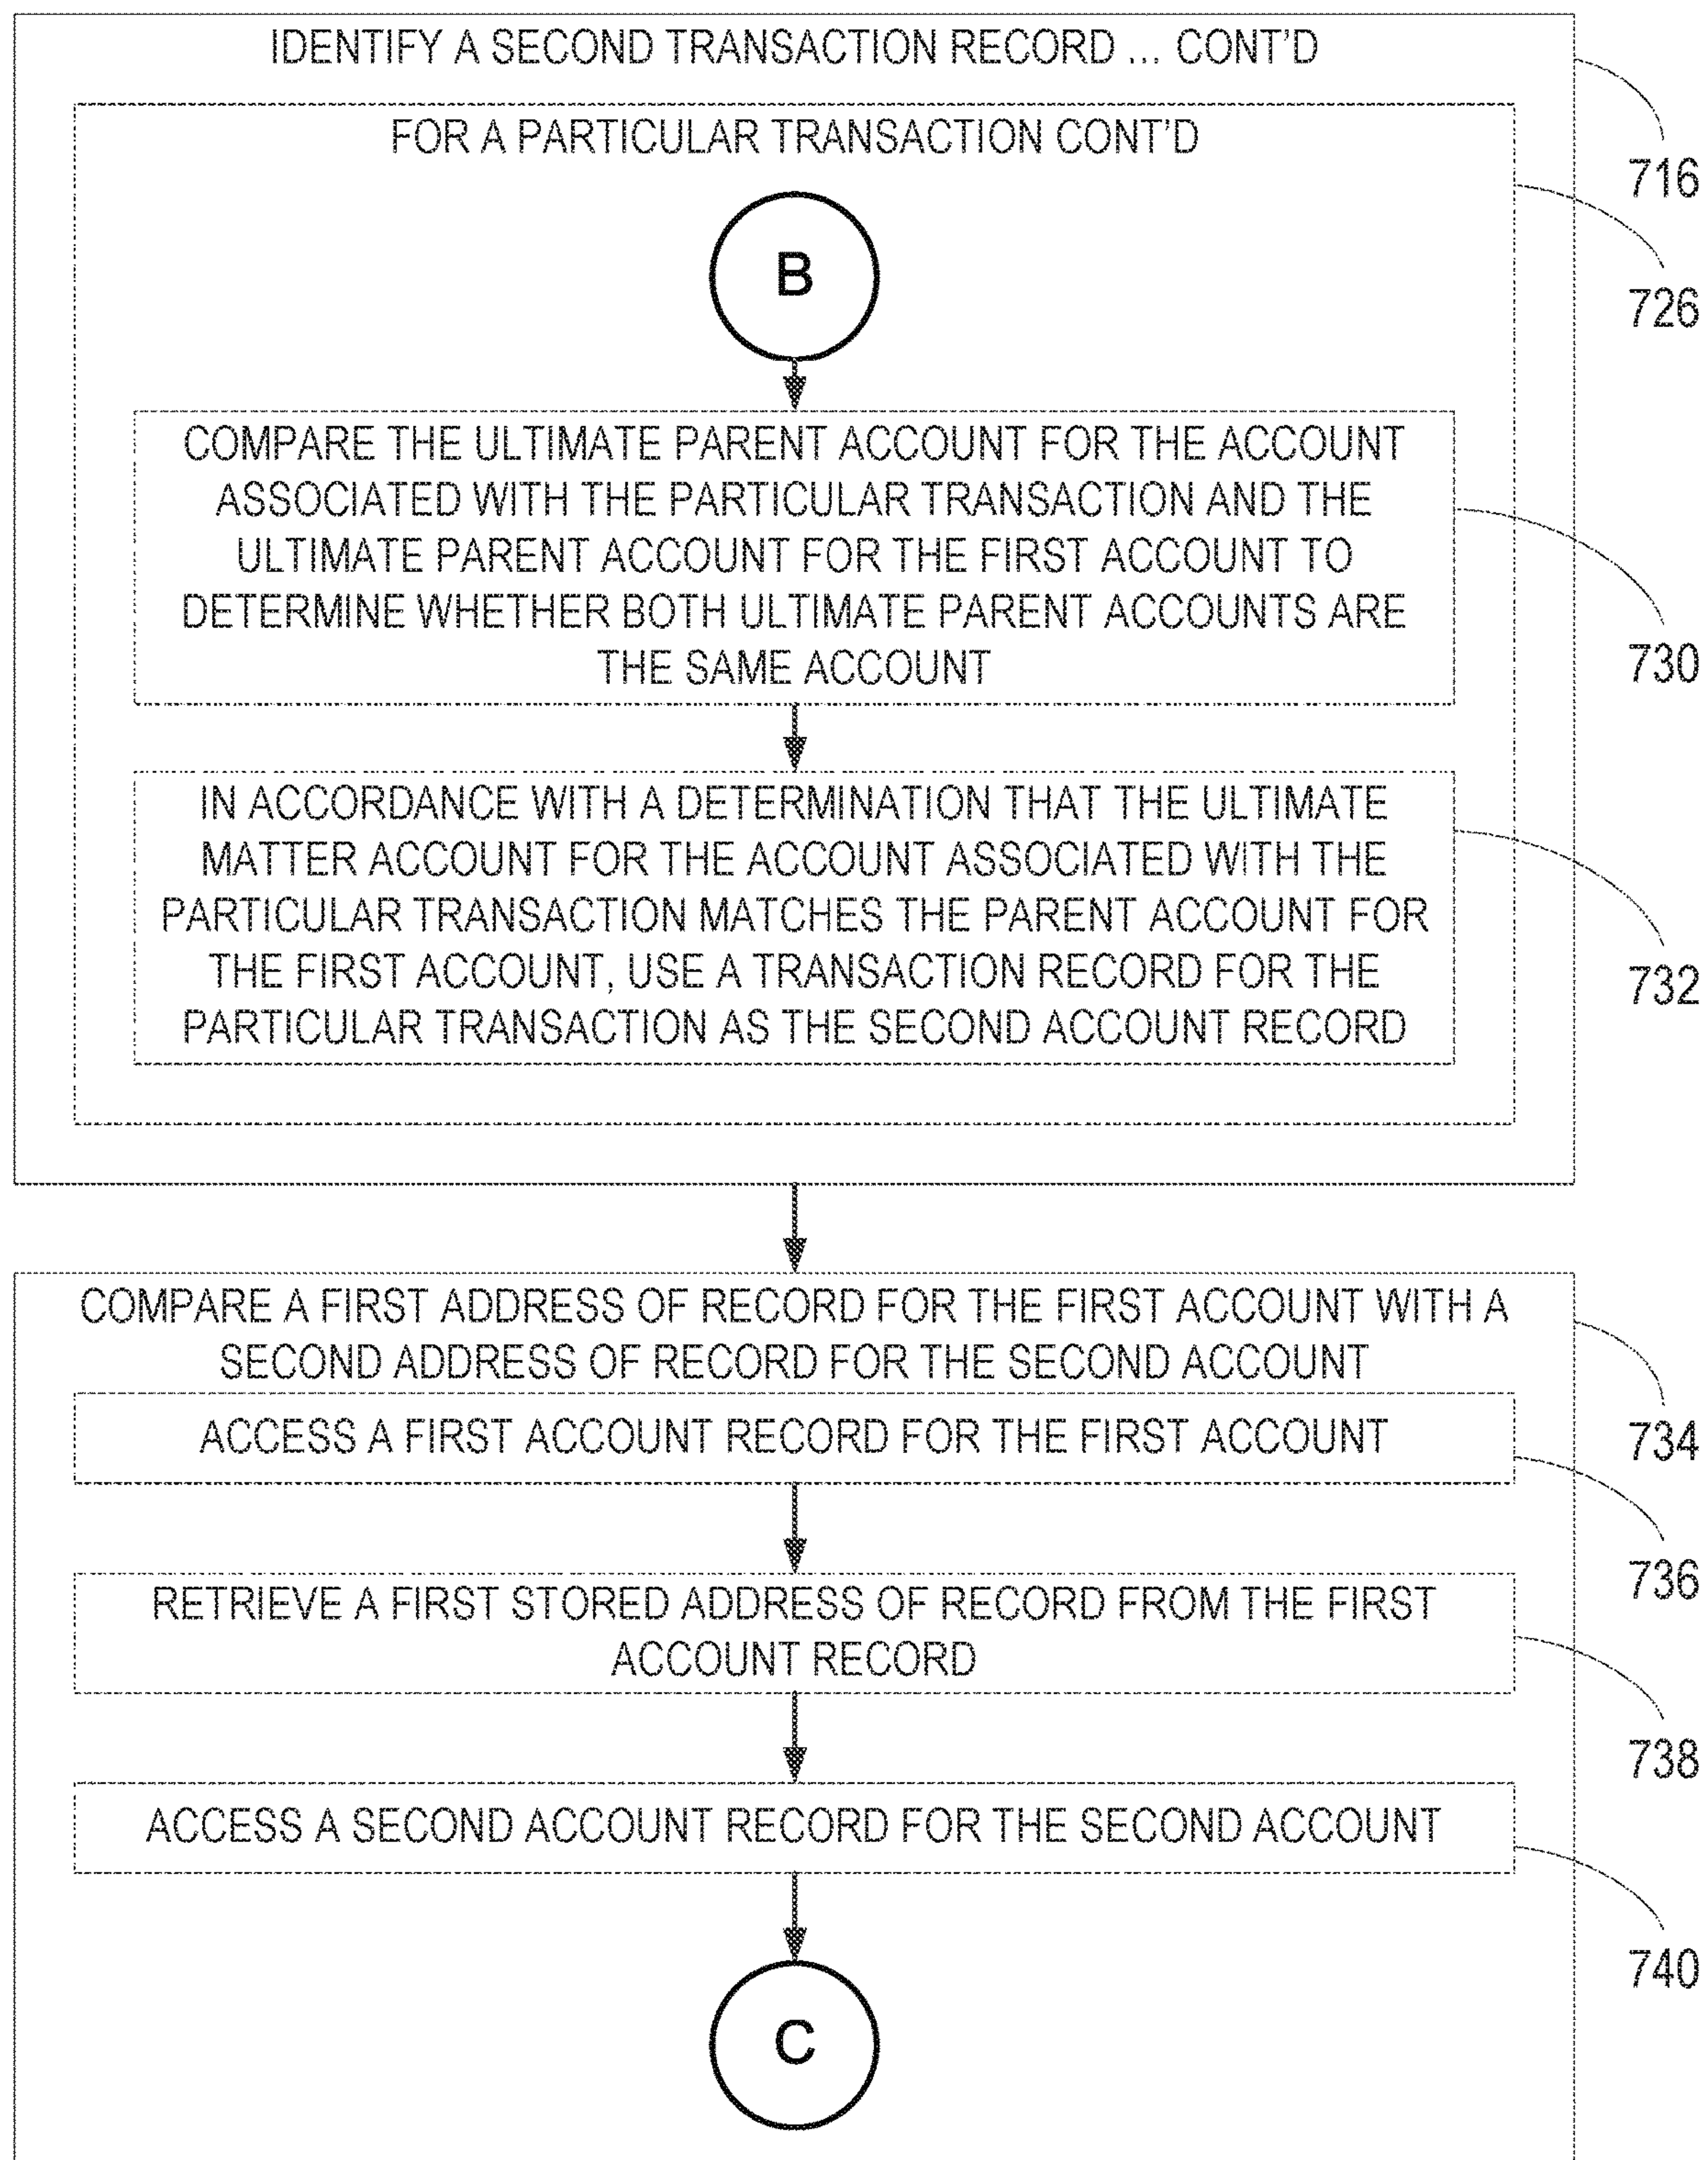 IDENTIFY A SECOND TRANSACTION RECORD ... CONT'D
FOR A PARTICULAR TRANSACTION CONT'D
716
B
726
COMPARE THE ULTIMATE PARENT ACCOUNT FOR THE ACCOUNT
ASSOCIATED WITH THE PARTICULAR TRANSACTION AND THE
ULTIMATE PARENT ACCOUNT FOR THE FIRST ACCOUNT TO
DETERMINE WHETHER BOTH ULTIMATE PARENT ACCOUNTS ARE
THE SAME ACCOUNT
730
IN ACCORDANCE WITH A DETERMINATION THAT THE ULTIMATE
MATTER ACCOUNT FOR THE ACCOUNT ASSOCIATED WITH THE
PARTICULAR TRANSACTION MATCHES THE PARENT ACCOUNT FOR
THE FIRST ACCOUNT, USE A TRANSACTION RECORD FOR THE
PARTICULAR TRANSACTION AS THE SECOND ACCOUNT RECORD
732
COMPARE A FIRST ADDRESS OF RECORD FOR THE FIRST ACCOUNT WITH A
SECOND ADDRESS OF RECORD FOR THE SECOND ACCOUNT
734
ACCESS A FIRST ACCOUNT RECORD FOR THE FIRST ACCOUNT
736
RETRIEVE A FIRST STORED ADDRESS OF RECORD FROM THE FIRST
ACCOUNT RECORD
738
ACCESS A SECOND ACCOUNT RECORD FOR THE SECOND ACCOUNT
740
C